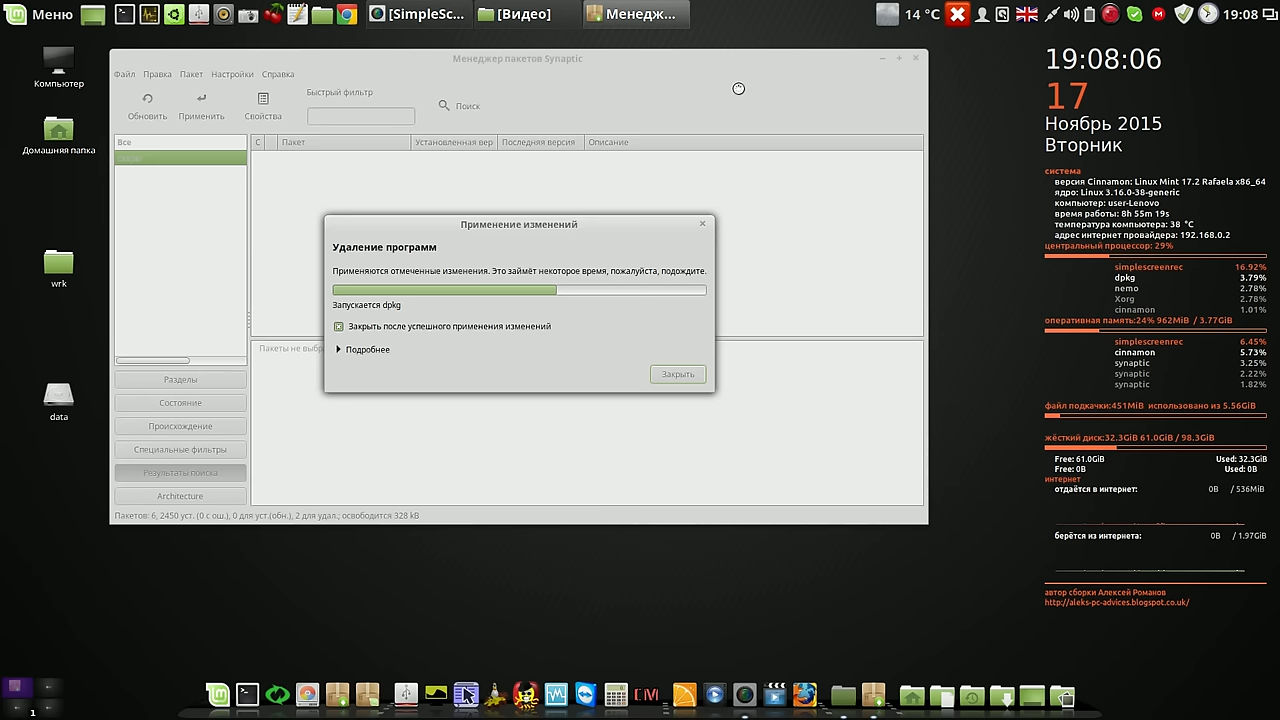 Меню
[SimpleSc...
[Видео]
Менедж...
14 °C
19:08
Компьютер
Домашняя папка
wrk
data
Менеджер пакетов Synaptic
Файл Правка Пакет Настройки Справка
Быстрый фильтр
Обновить Применить Свойства
Поиск
Все
С Пакет Установленная вер Последняя версия Описание
Применение изменений
Удаление программ
Применяются отмеченные изменения. Это займёт некоторое время, пожалуйста, подождите.
Запускается dpkg
Закрыть после успешного применения изменений
Подробнее
Закрыть
Пакеты не выбр
Разделы
Состояние
Происхождение
Специальные фильтры
Результаты поиска
Architecture
Пакетов: 6, 2450 уст. (0 с ош.), 0 для уст.(обн.), 2 для удал.; освободится 328 kB
19:08:06
17
Ноябрь 2015
Вторник
система
версия Cinnamon: Linux Mint 17.2 Rafaela x86_64
ядро: Linux 3.16.0-38-generic
компьютер: user-Lenovo
время работы: 8h 55m 19s
температура компьютера: 38 °C
адрес интернет провайдера: 192.168.0.2
центральный процессор: 29%
simplescreenrec 16.92%
dpkg 3.79%
nemo 2.78%
Xorg 2.78%
cinnamon 1.01%
оперативная память:24% 962MiB / 3.77GiB
simplescreenrec 6.45%
cinnamon 5.73%
synaptic 3.25%
synaptic 2.22%
synaptic 1.82%
файл подкачки:451MiB использовано из 5.56GiB
жёсткий диск:32.3GiB 61.0GiB / 98.3GiB
Free: 61.0GiB Used: 32.3GiB
Free: 0B Used: 0B
интернет
отдаётся в интернет: 0B / 536MiB
берётся из интернета: 0B / 1.97GiB
автор сборки Алексей Романов
http://aleks-pc-advices.blogspot.co.uk/
1